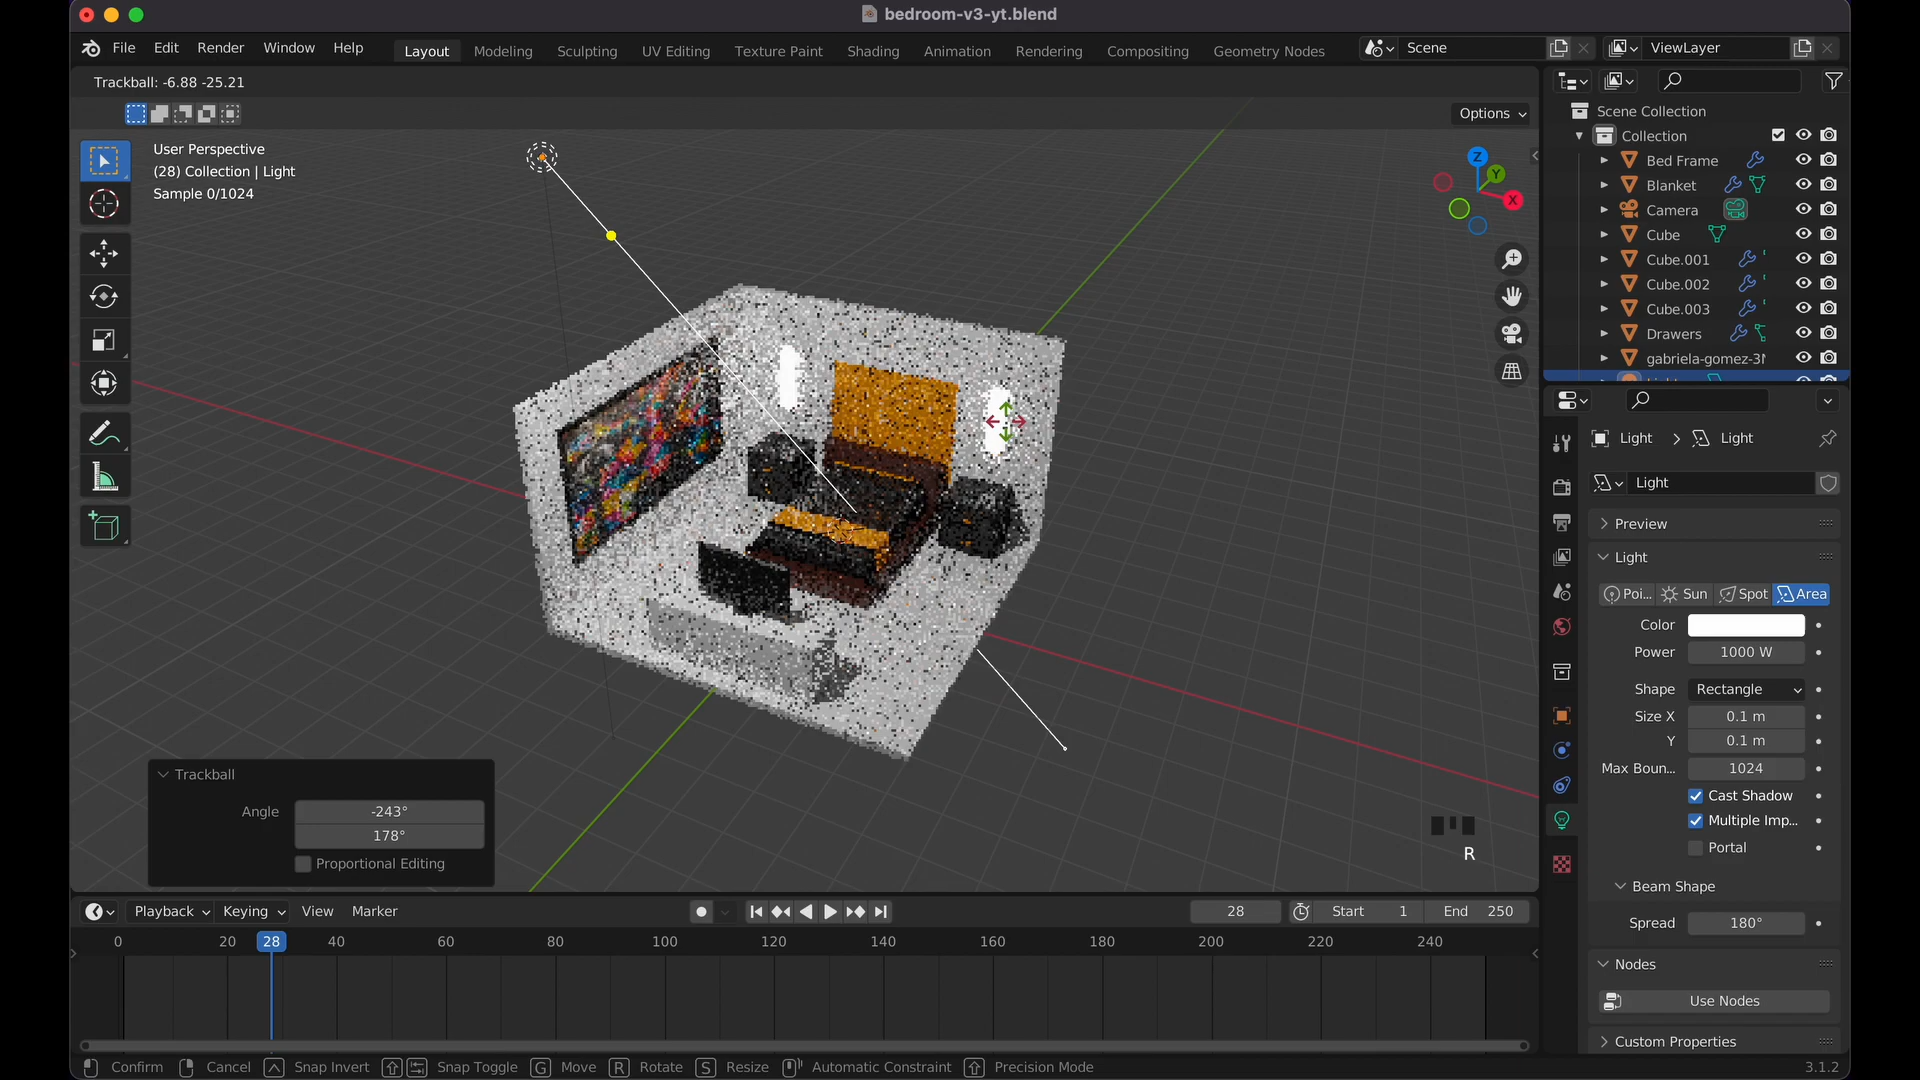 bedroom-v3-yt.blend
File Edit Render Window Help
Layout Modeling Sculpting UV Editing Texture Paint Shading Animation Rendering Compositing Geometry Nodes
Scene
ViewLayer
Trackball: -6.88 -25.21
Options
User Perspective
(28) Collection | Light
Sample 0/1024
Z
Y
X
Scene Collection
Collection
Bed Frame
Blanket
Camera
Cube
Cube.001
Cube.002
Cube.003
Drawers
gabriela-gomez-3
Light > Light
Light
Preview
Light
Poi... Sun Spot Area
Color
Power 1000 W
Shape Rectangle
Size X 0.1 m
Y 0.1 m
Max Boun... 1024
Cast Shadow
Multiple Imp...
Portal
Beam Shape
Spread 180°
Nodes
Use Nodes
Custom Properties
Trackball
Angle -243°
178°
Proportional Editing
R
Playback Keying View Marker
28 Start 1 End 250
0 20 28 40 60 80 100 120 140 160 180 200 220 240
Confirm Cancel Snap Invert Snap Toggle G Move R Rotate S Resize Automatic Constraint Precision Mode
3.1.2